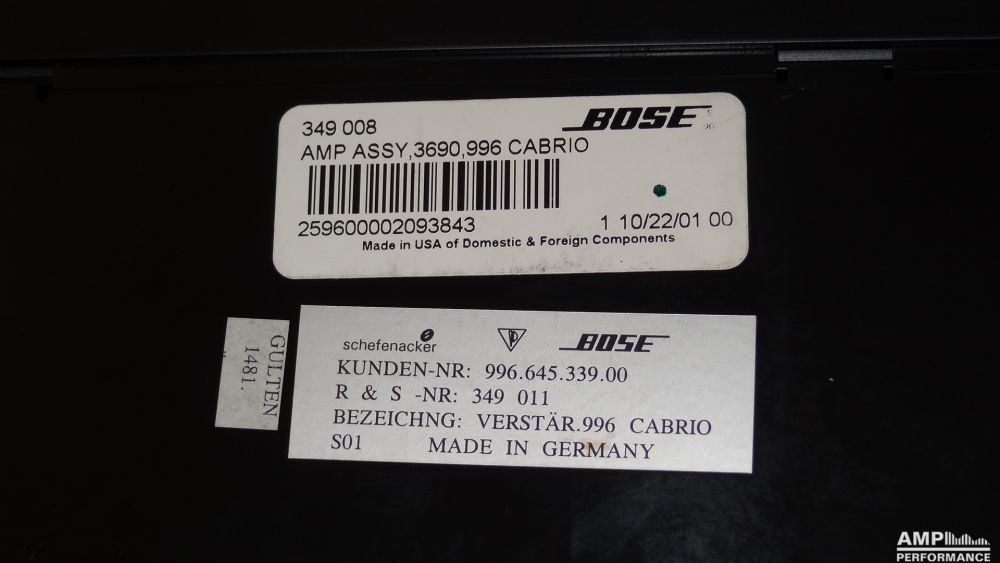 349 008
BOSE
AMP ASSY,3690,996 CABRIO
259600002093843
1 10/22/01 00
Made in USA of Domestic & Foreign Components
schefenacker
BOSE
KUNDEN-NR: 996.645.339.00
R & S -NR: 349 011
BEZEICHNG: VERSTÄR.996 CABRIO
S01 MADE IN GERMANY
GULTEN
1481.
AMP
PERFORMANCE